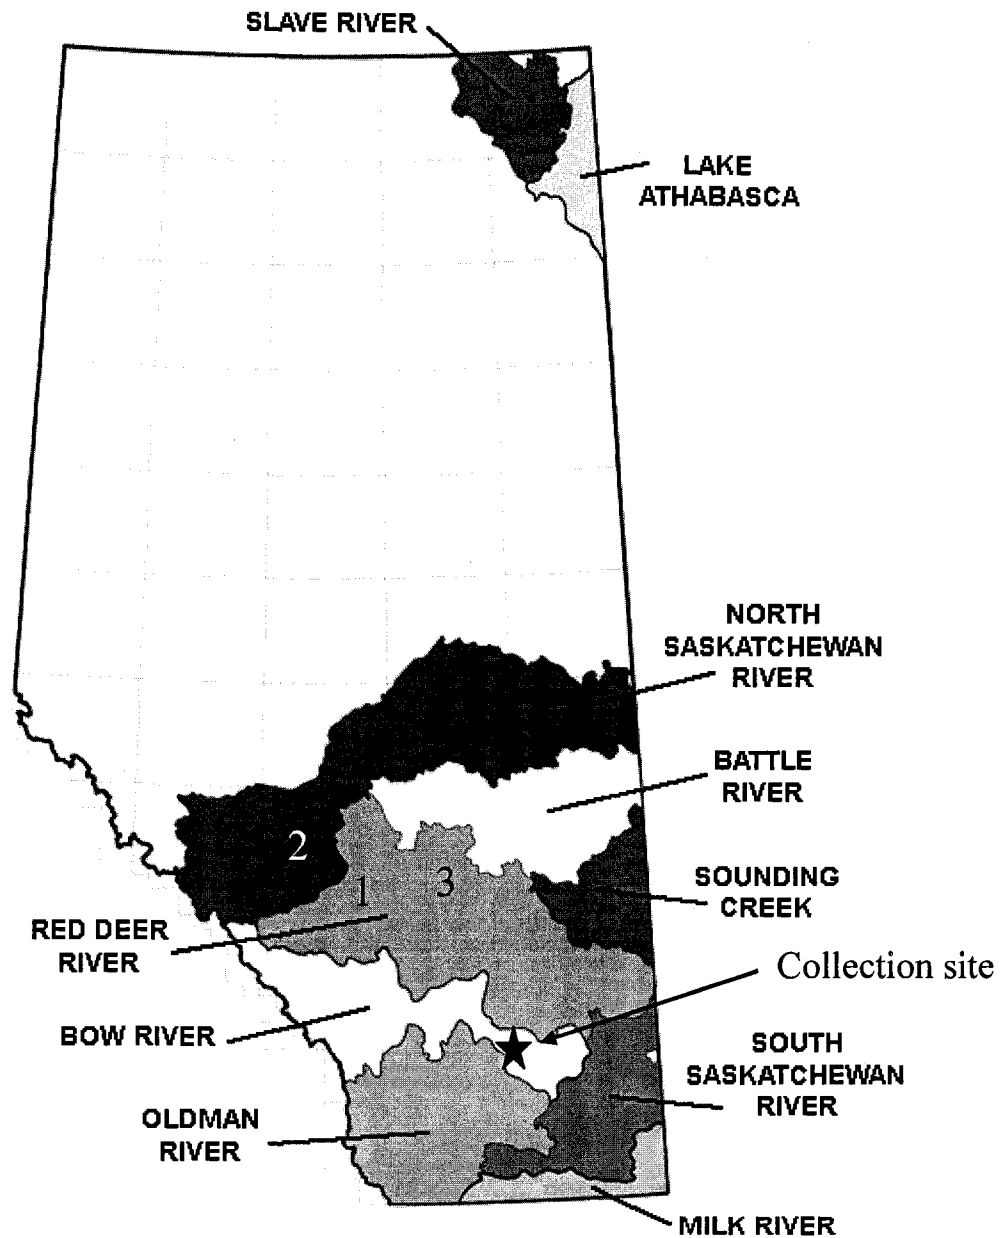 SLAVE RIVER
LAKE
ATHABASCA
NORTH
SASKATCHEWAN
RIVER
BATTLE
RIVER
2
1
3
SOUNDING
CREEK
RED DEER
RIVER
Collection site
BOW RIVER
SOUTH
SASKATCHEWAN
RIVER
OLDMAN
RIVER
MILK RIVER